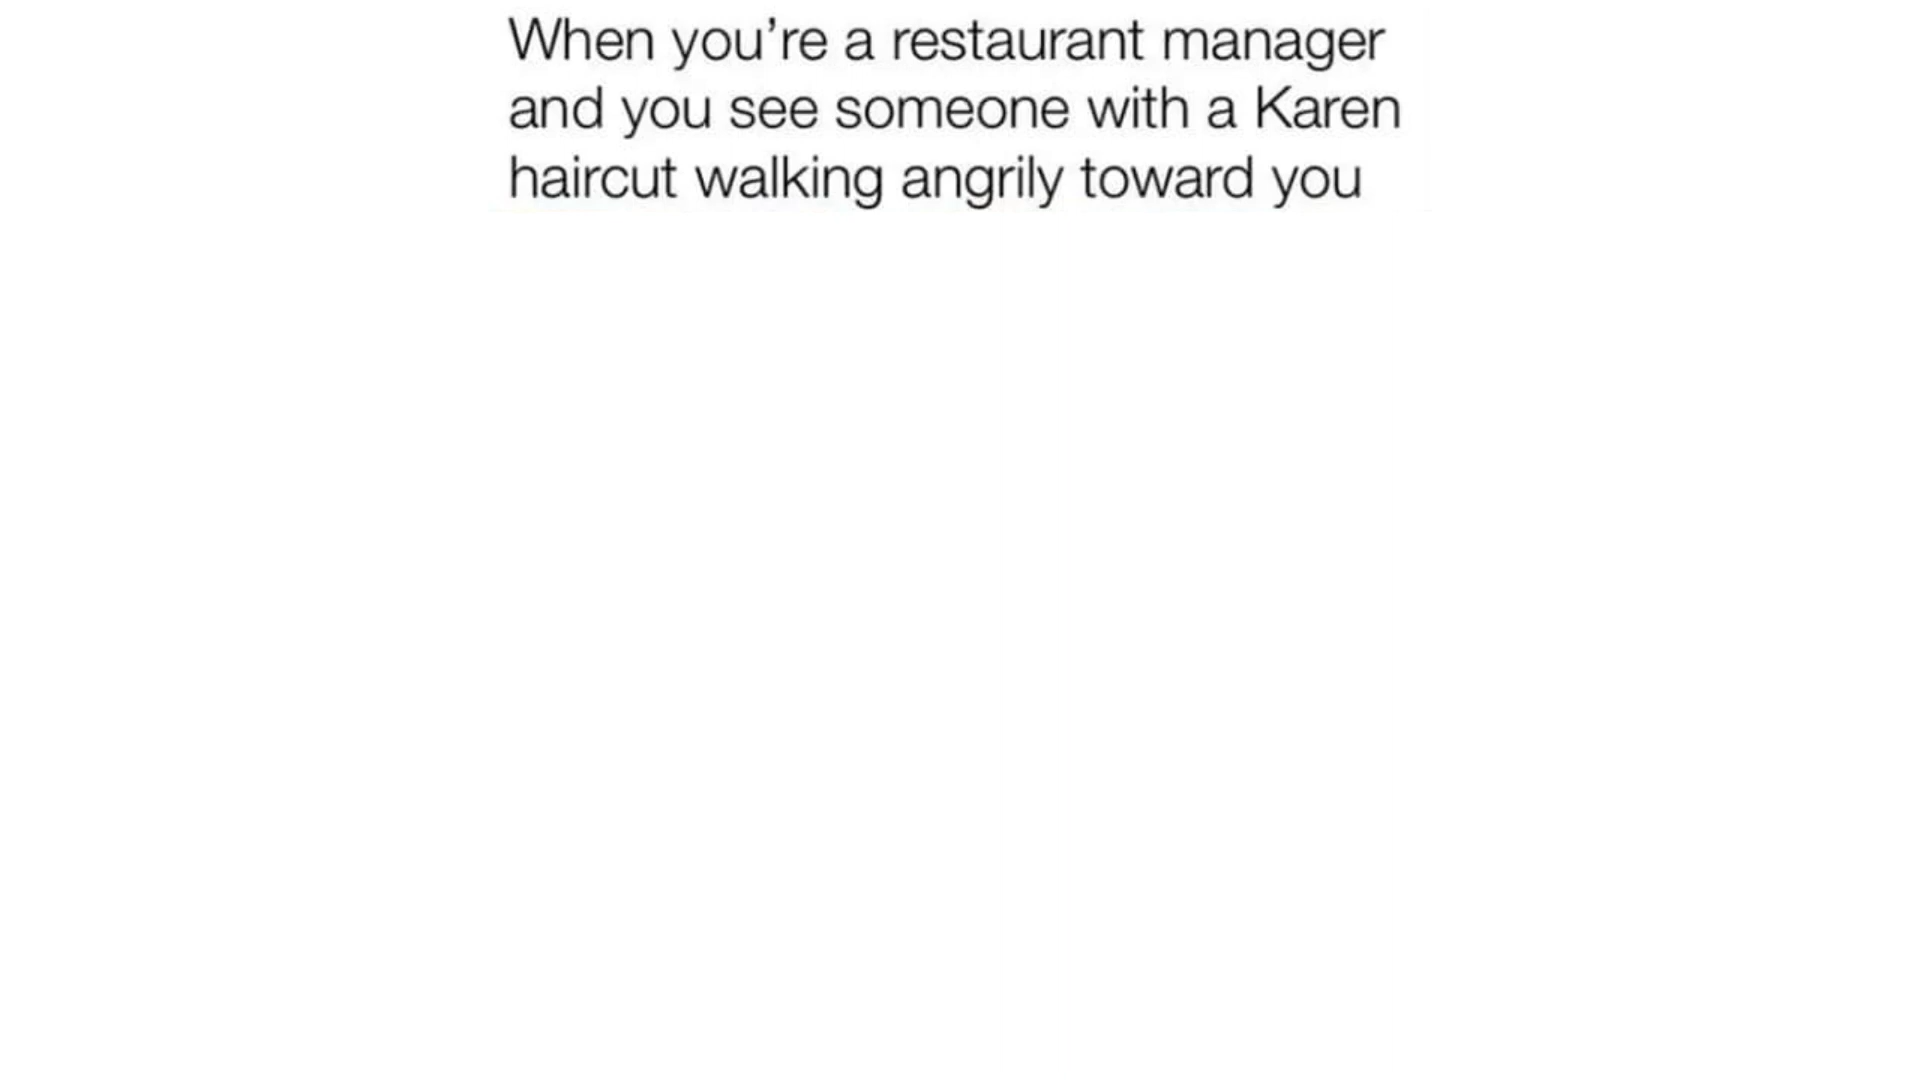 When you’re a restaurant manager
and you see someone with a Karen
haircut walking angrily toward you